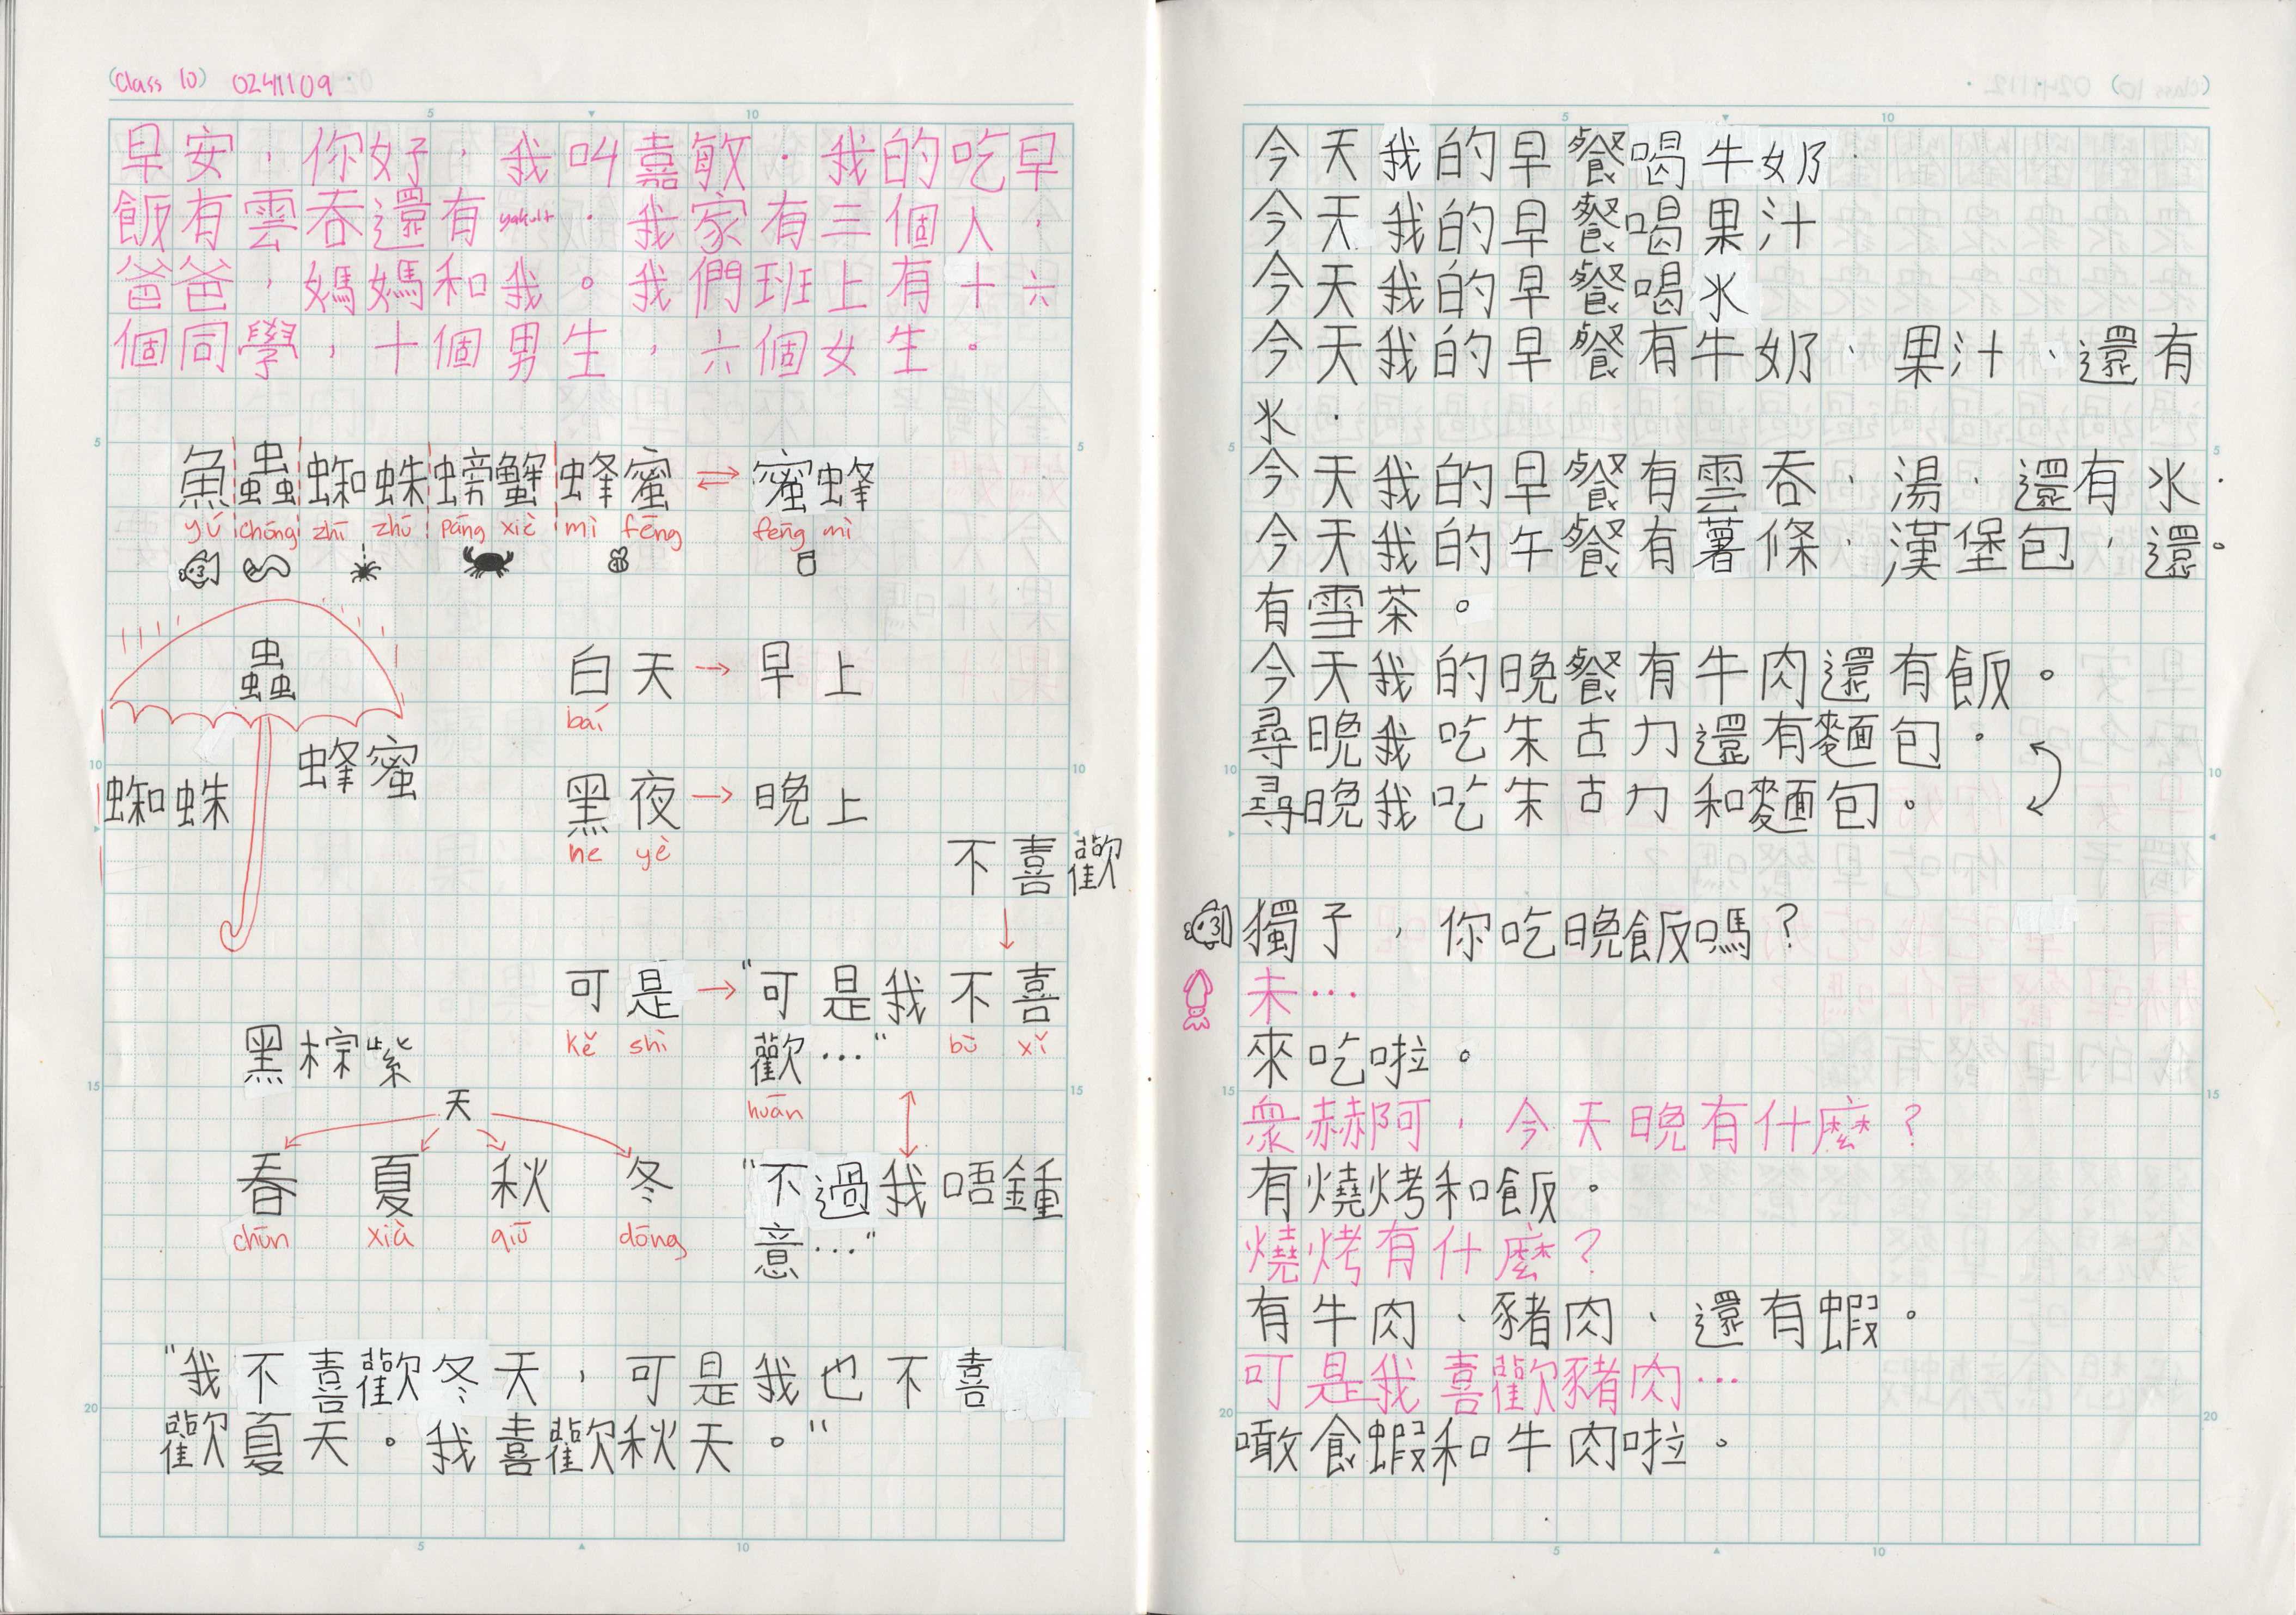 (Class 10) 02411109
早安,你好,我叫嘉敏.我的吃早
飯有雲吞還有yakult.我家有三個人,
爸爸,媽媽和我。我們班上有十六
個同學,十個男生,六個女生。
魚 蟲 蜘蛛 螃蟹 蜂蜜 ⇌ 蜜蜂
yú chóng zhī zhū páng xiè mì fēng fēng mì
蟲
蜂蜜
蜘蛛
白天 → 早上
baí
黑夜 → 晚上
he yè
不喜歡
↓
可是 → "可是我不喜
kě shì bù xǐ
歡…"
huān
黑棕紫
天
春 夏 秋 冬
chūn xià qiū dōng
"不過我唔鍾
意…"
"我不喜歡冬天,可是我也不喜
歡夏天。我喜歡秋天。"
今天我的早餐喝牛奶
今天我的早餐喝果汁
今天我的早餐喝水
今天我的早餐有牛奶、果汁、還有
水.
今天我的早餐有雲吞、湯、還有水.
今天我的午餐有薯條,漢堡包,還
有雪茶。
今天我的晚餐有牛肉還有飯。
尋晚我吃朱古力還有麵包.
尋晚我吃朱古力和麵包。
獨子,你吃晚飯嗎?
未…
來吃啦。
眾赫阿,今天晚有什麼?
有燒烤和飯.
燒烤有什麼?
有牛肉、豬肉、還有蝦。
可是我喜歡豬肉…
噉食蝦和牛肉啦。